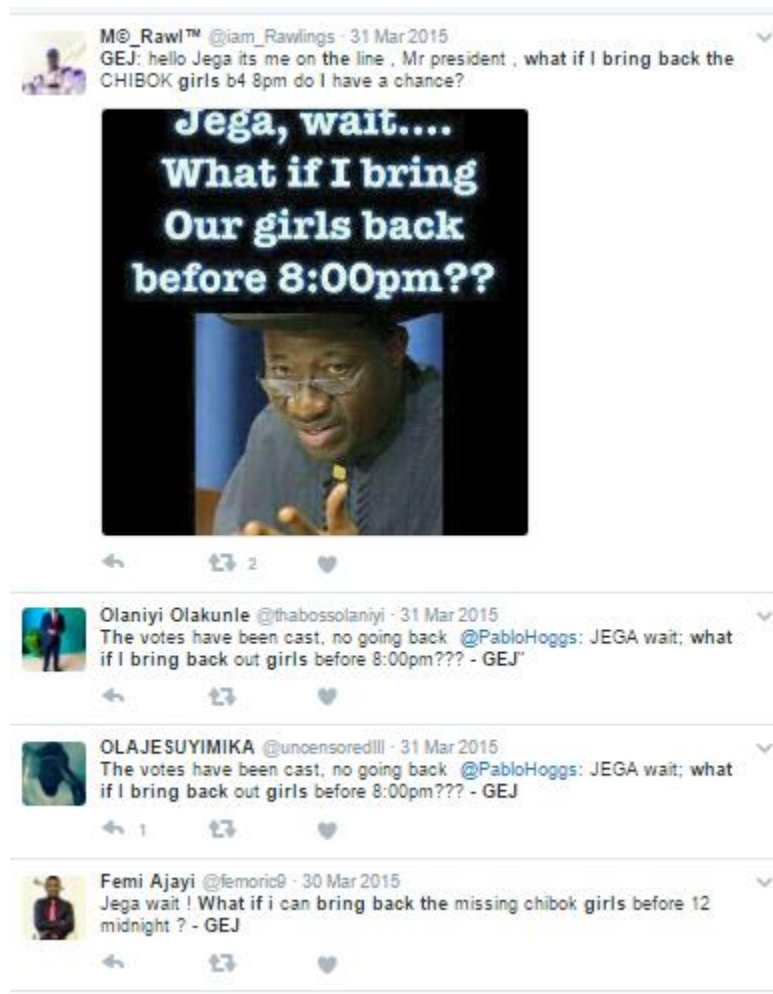 M©_Rawl™ @iam_Rawlings · 31 Mar 2015
GEJ: hello Jega its me on the line , Mr president , what if I bring back the
CHIBOK girls b4 8pm do I have a chance?
Jega, wait....
What if I bring
Our girls back
before 8:00pm??
2
Olaniyi Olakunle @thabossolaniyi · 31 Mar 2015
The votes have been cast, no going back @PabloHoggs: JEGA wait; what
if I bring back out girls before 8:00pm??? - GEJ"
OLAJESUYIMIKA @uncensoredlll · 31 Mar 2015
The votes have been cast, no going back @PabloHoggs: JEGA wait; what
if I bring back out girls before 8:00pm??? - GEJ
1
Femi Ajayi @femoric9 · 30 Mar 2015
Jega wait ! What if i can bring back the missing chibok girls before 12
midnight ? - GEJ